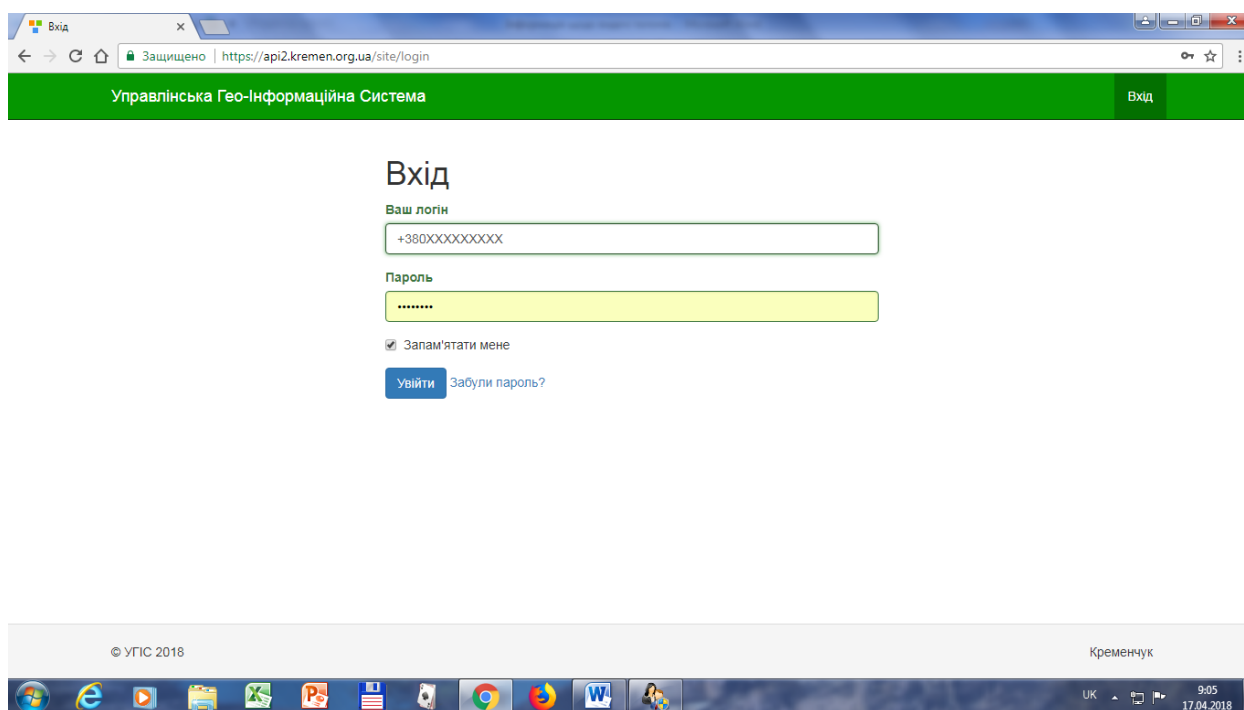 Вхід
Защищено | https://api2.kremen.org.ua/site/login
Управлінська Гео-Інформаційна Система
Вхід
Вхід
Ваш логін
+380XXXXXXXXX
Пароль
••••••••
Запам'ятати мене
Увійти Забули пароль?
© УГІС 2018
Кременчук
UK
9:05
17.04.2018